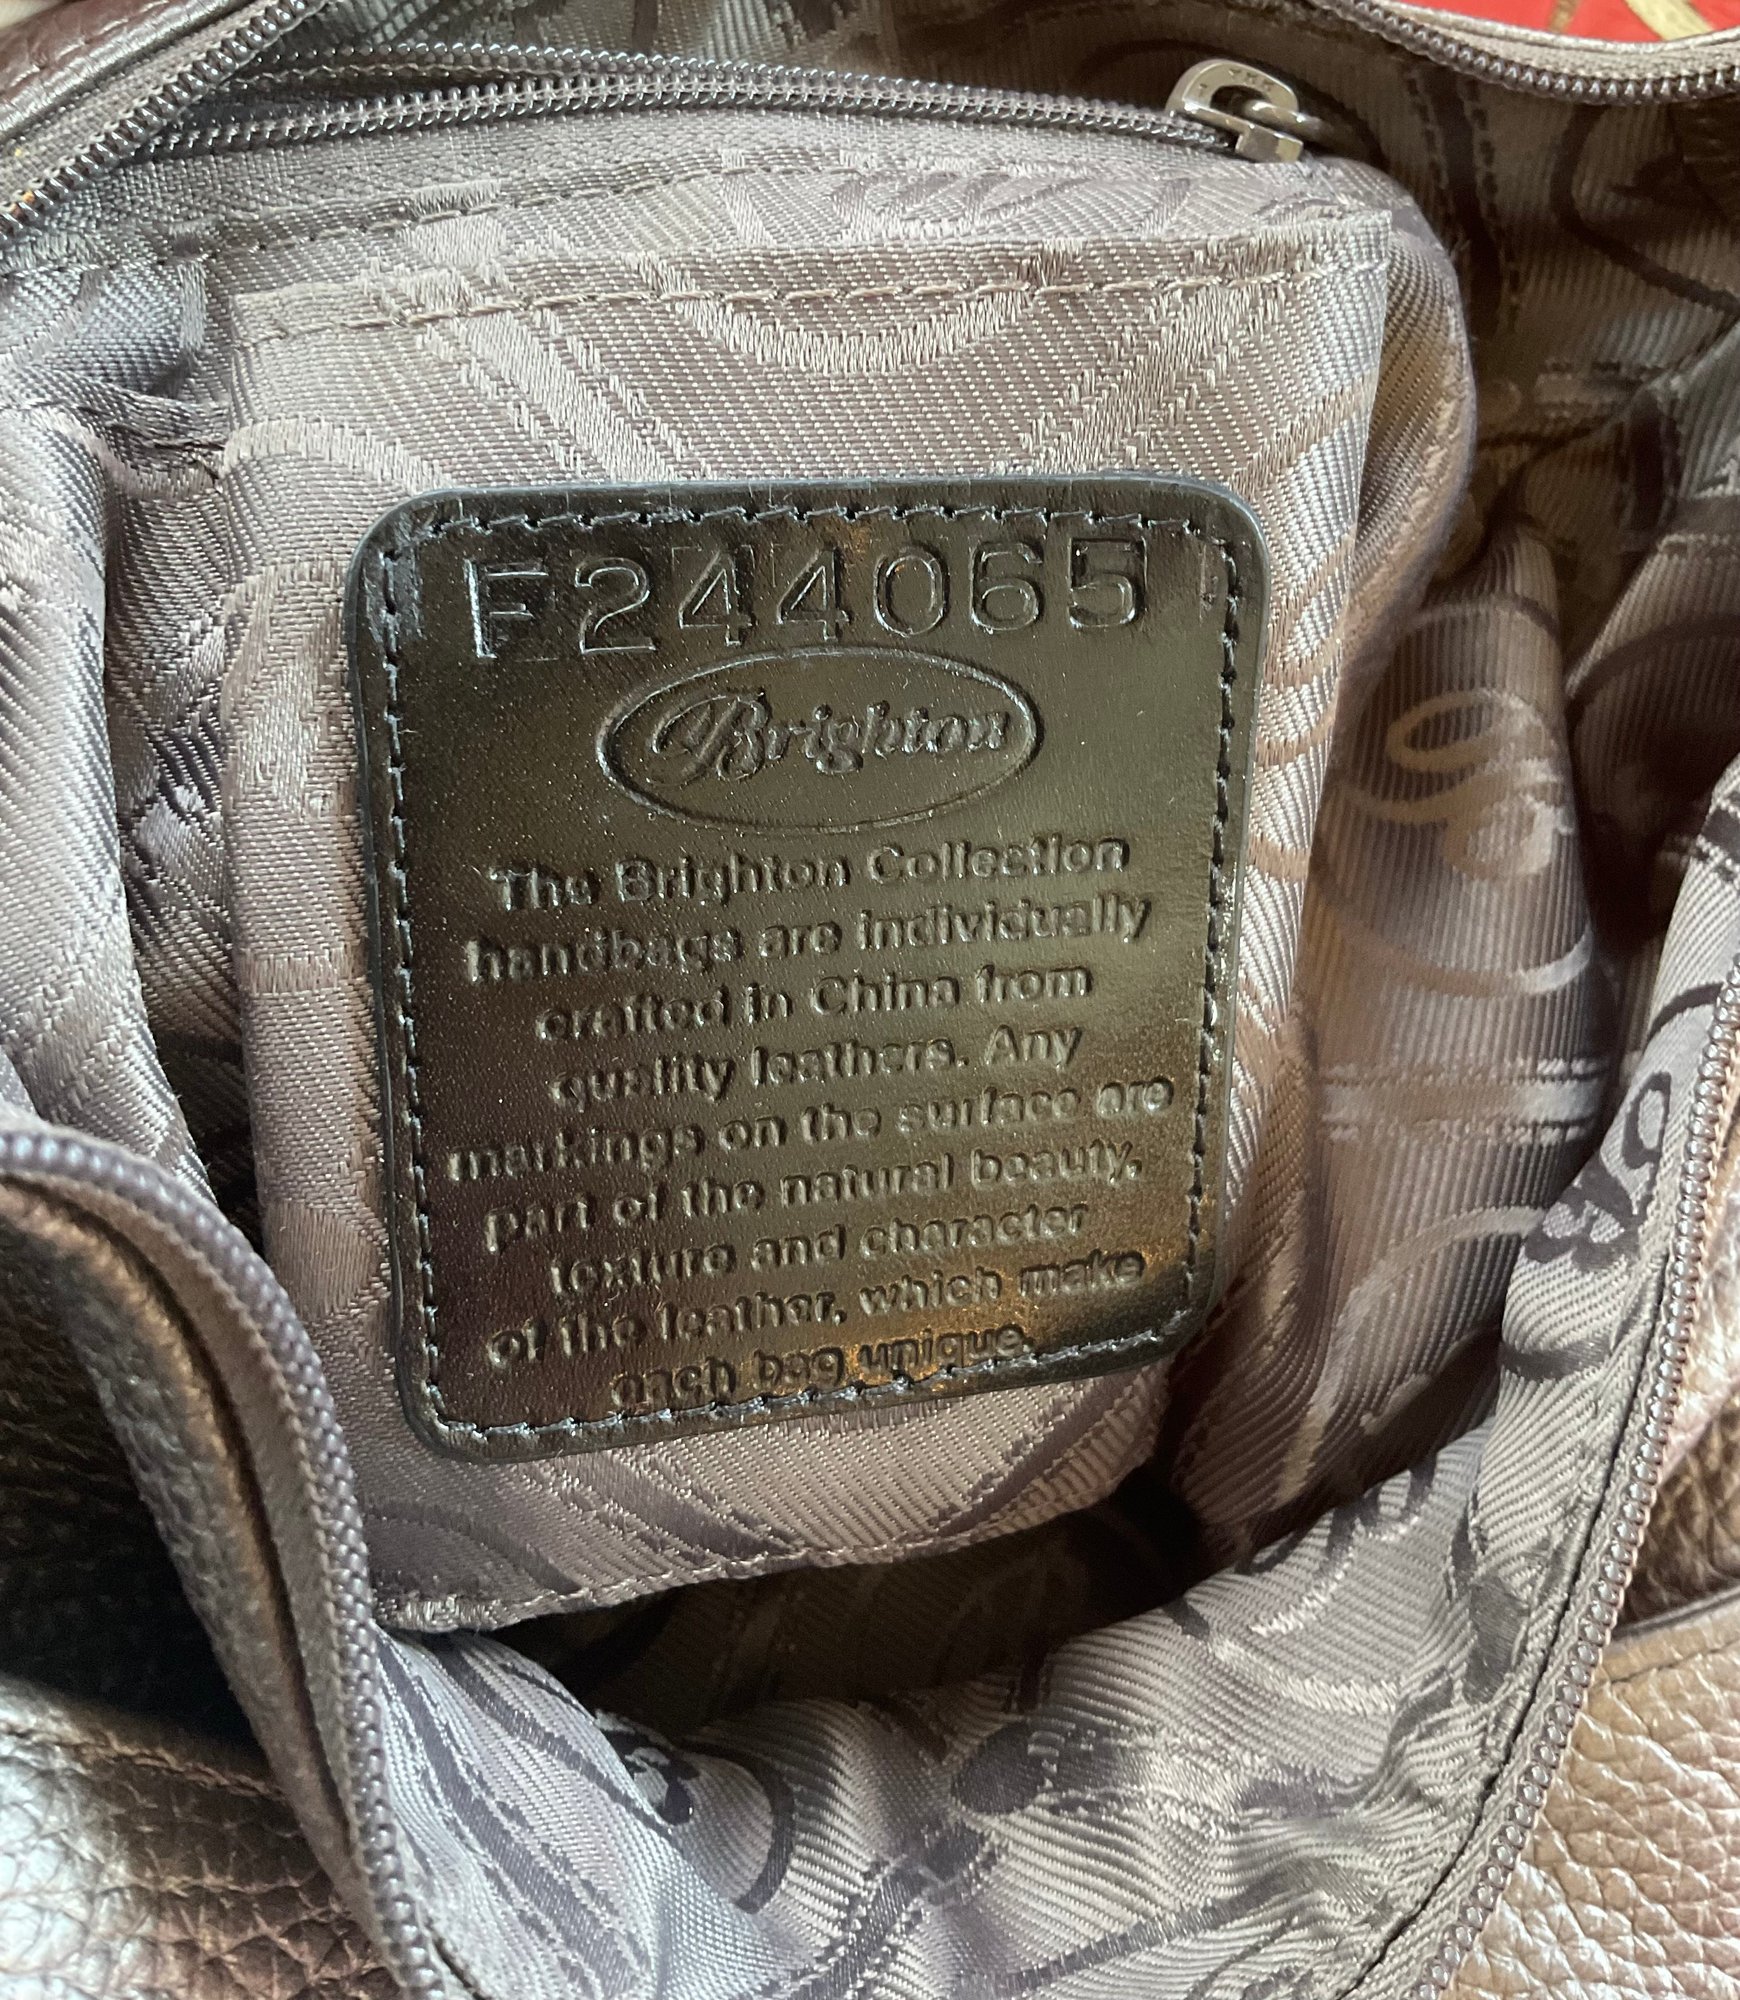 F244065
Brighton
The Brighton Collection
handbags are individually
crafted in China from
quality leathers. Any
markings on the surface are
part of the natural beauty,
texture and character
of the leather, which make
each bag unique.